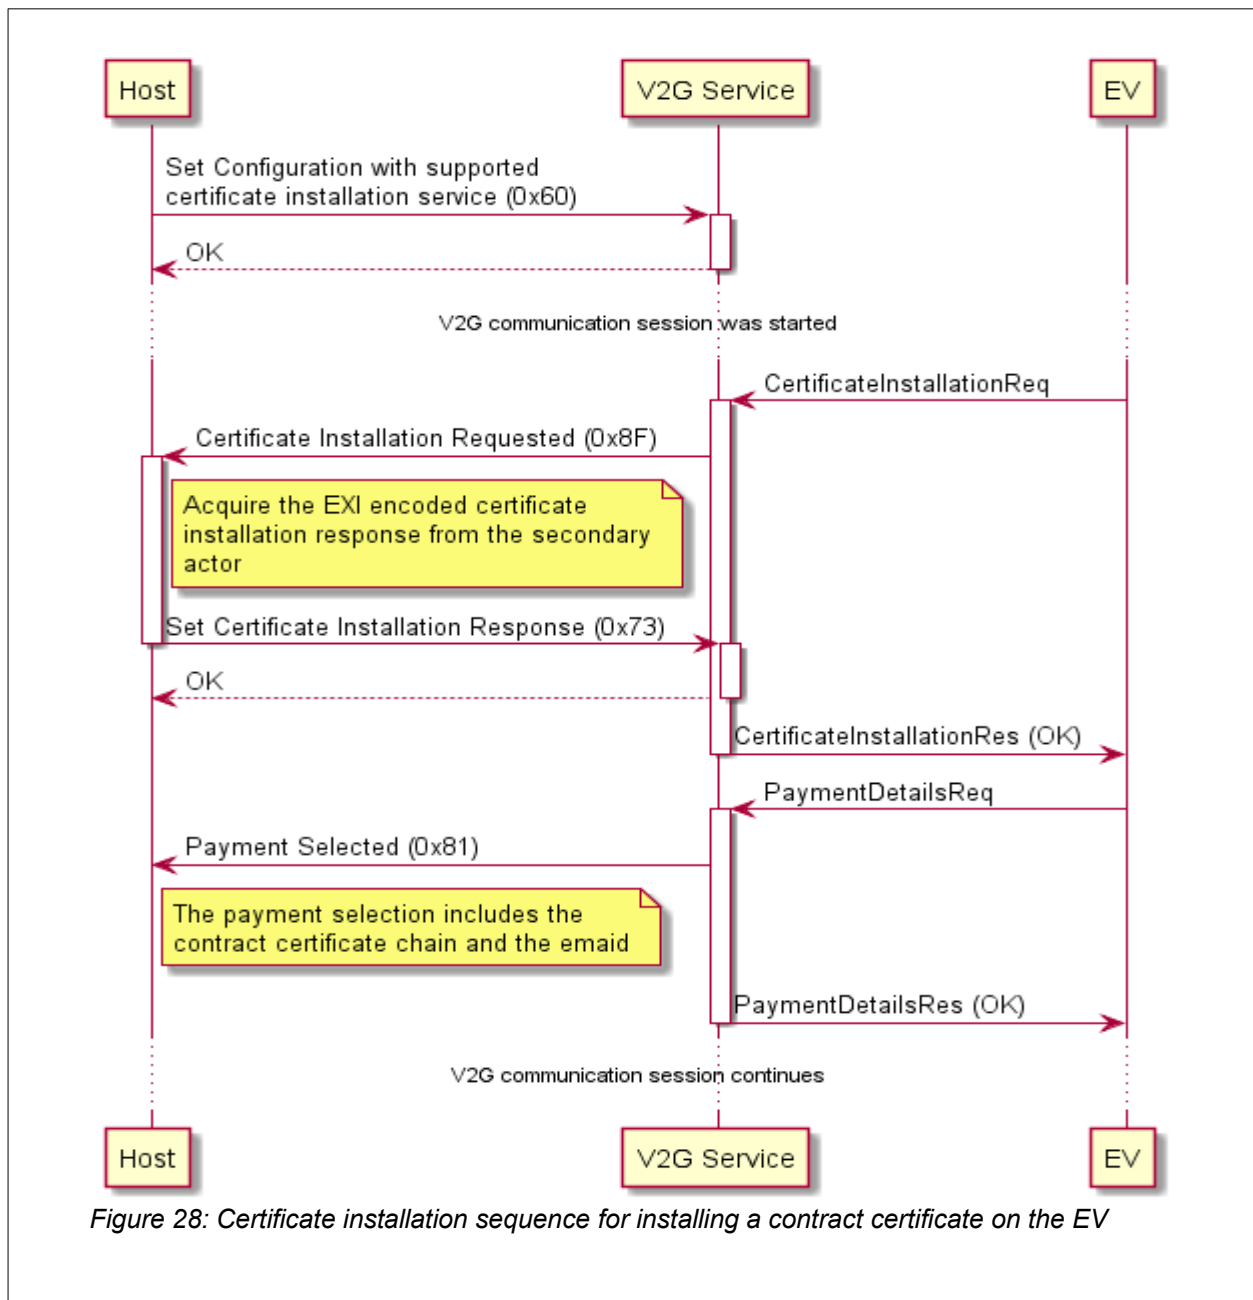 Host
V2G Service
EV
Set Configuration with supported
certificate installation service (0x60)
OK
V2G communication session was started
CertificateInstallationReq
Certificate Installation Requested (0x8F)
Acquire the EXI encoded certificate
installation response from the secondary
actor
Set Certificate Installation Response (0x73)
OK
CertificateInstallationRes (OK)
PaymentDetailsReq
Payment Selected (0x81)
The payment selection includes the
contract certificate chain and the emaid
PaymentDetailsRes (OK)
V2G communication session continues
Host
V2G Service
EV
Figure 28: Certificate installation sequence for installing a contract certificate on the EV